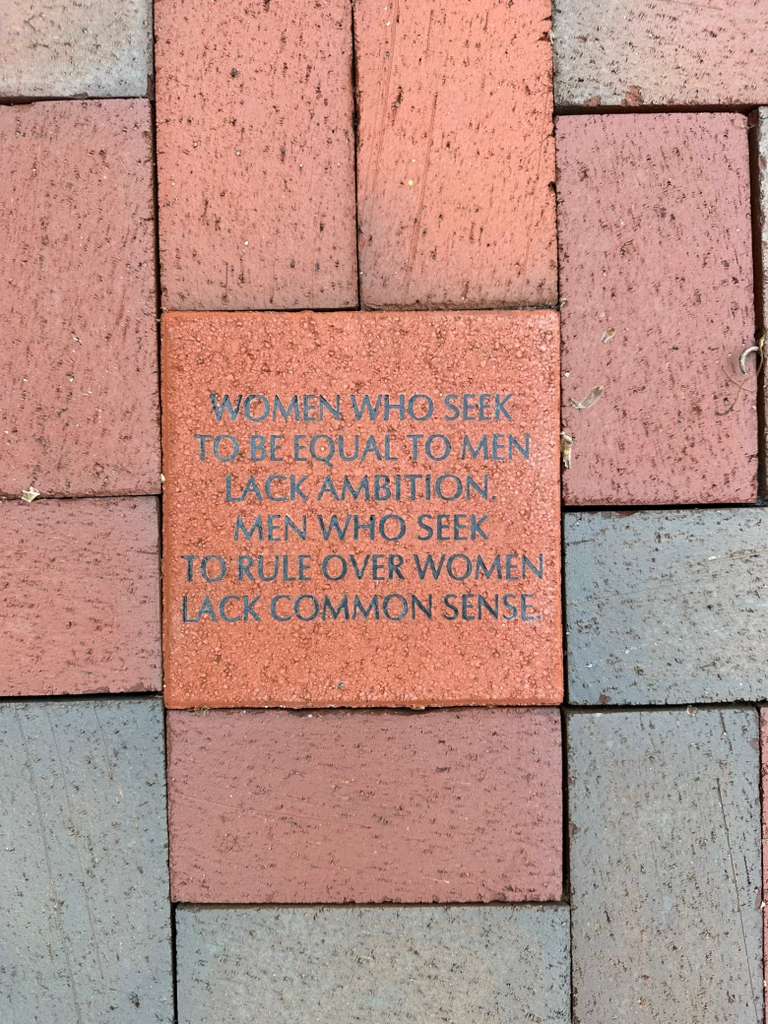 WOMEN WHO SEEK
TO BE EQUAL TO MEN
LACK AMBITION.
MEN WHO SEEK
TO RULE OVER WOMEN
LACK COMMON SENSE.